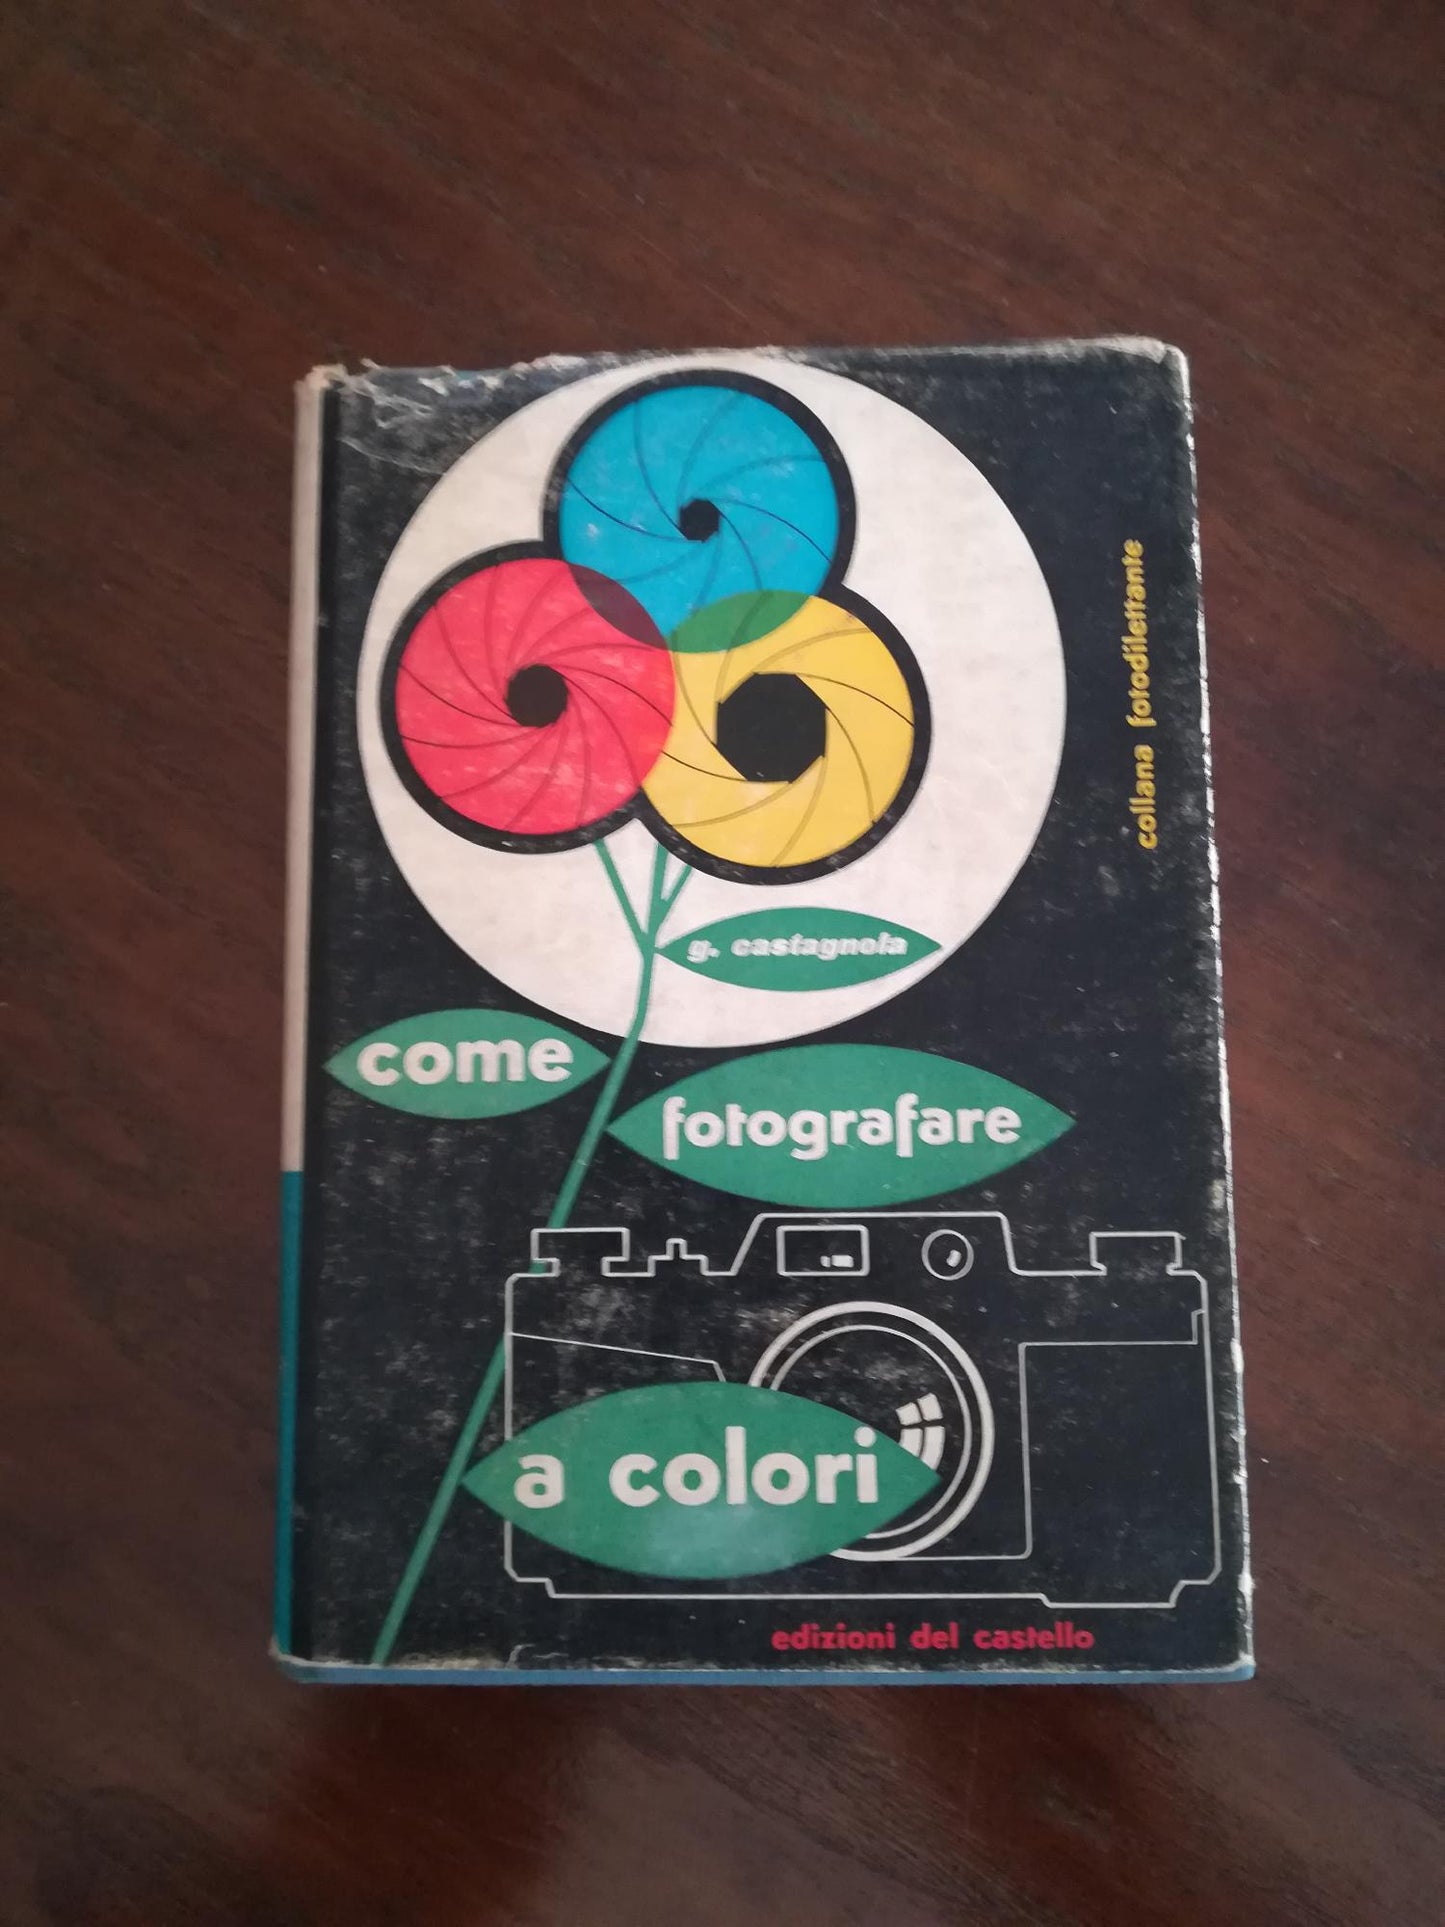 collana fotodilettante
g. castagnola
come
fotografare
a colori
edizioni del castello